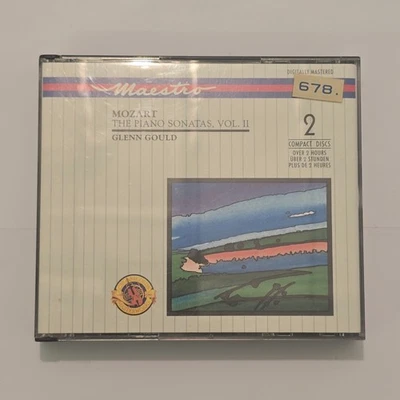 Maestro
DIGITALLY MASTERED
678.
MOZART
THE PIANO SONATAS, VOL. II
GLENN GOULD
2
COMPACT DISCS
OVER 2 HOURS
ÜBER 2 STUNDEN
PLUS DE 2 HEURES